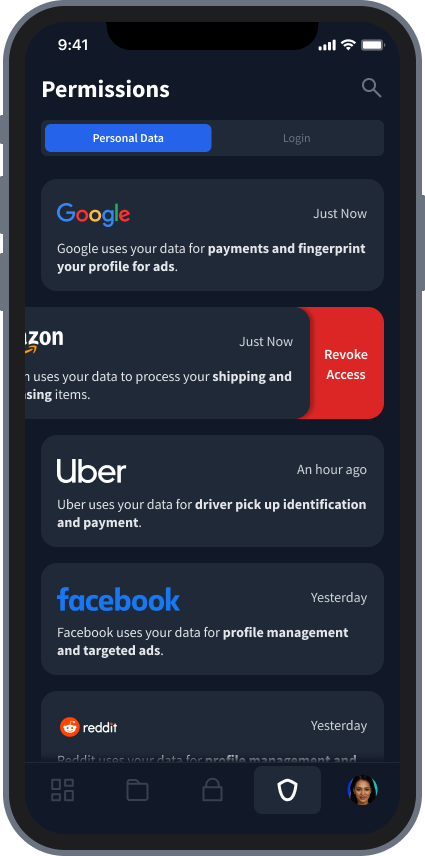 9:41
Permissions
Personal Data
Login
Google
Just Now
Google uses your data for payments and fingerprint
your profile for ads.
zon
Just Now
uses your data to process your shipping and
sing items.
Revoke
Access
Uber
An hour ago
Uber uses your data for driver pick up identification
and payment.
facebook
Yesterday
Facebook uses your data for profile management
and targeted ads.
reddit
Yesterday
Reddit uses your data for profile management and